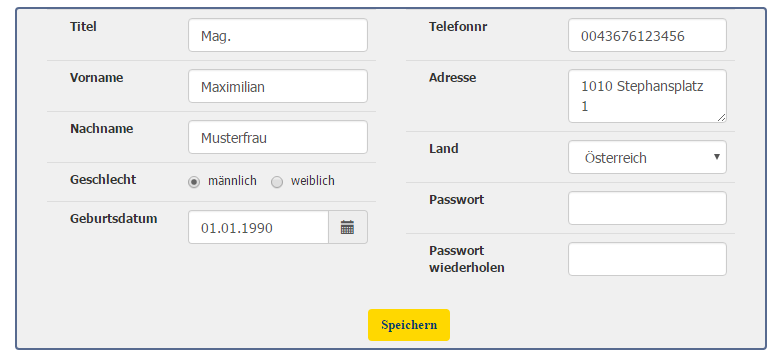 Titel
Mag.
Vorname
Maximilian
Nachname
Musterfrau
Geschlecht
männlich
weiblich
Geburtsdatum
01.01.1990
Telefonnr
0043676123456
Adresse
1010 Stephansplatz
1
Land
Österreich
Passwort
Passwort
wiederholen
Speichern